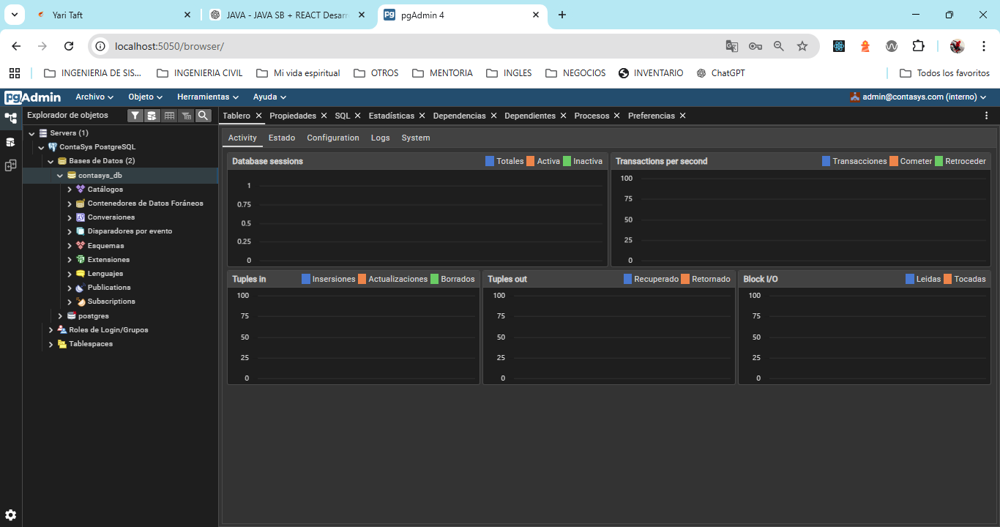 Yari Taft
JAVA - JAVA SB + REACT Desarr
pgAdmin 4
localhost:5050/browser/
INGENIERIA DE SIS...
INGENIERIA CIVIL
Mi vida espiritual
OTROS
MENTORIA
INGLES
NEGOCIOS
INVENTARIO
ChatGPT
Todos los favoritos
pgAdmin
Archivo
Objeto
Herramientas
Ayuda
admin@contasys.com (interno)
Explorador de objetos
Servers (1)
ContaSys PostgreSQL
Bases de Datos (2)
contasys_db
Catálogos
Contenedores de Datos Foráneos
Conversiones
Disparadores por evento
Esquemas
Extensiones
Lenguajes
Publications
Subscriptions
postgres
Roles de Login/Grupos
Tablespaces
Tablero
Propiedades
SQL
Estadísticas
Dependencias
Dependientes
Procesos
Preferencias
Activity
Estado
Configuration
Logs
System
Database sessions
Totales
Activa
Inactiva
1
0.75
0.5
0.25
0
Transactions per second
Transacciones
Cometer
Retroceder
100
75
50
25
0
Tuples in
Insersiones
Actualizaciones
Borrados
100
75
50
25
0
Tuples out
Recuperado
Retornado
100
75
50
25
0
Block I/O
Leidas
Tocadas
100
75
50
25
0